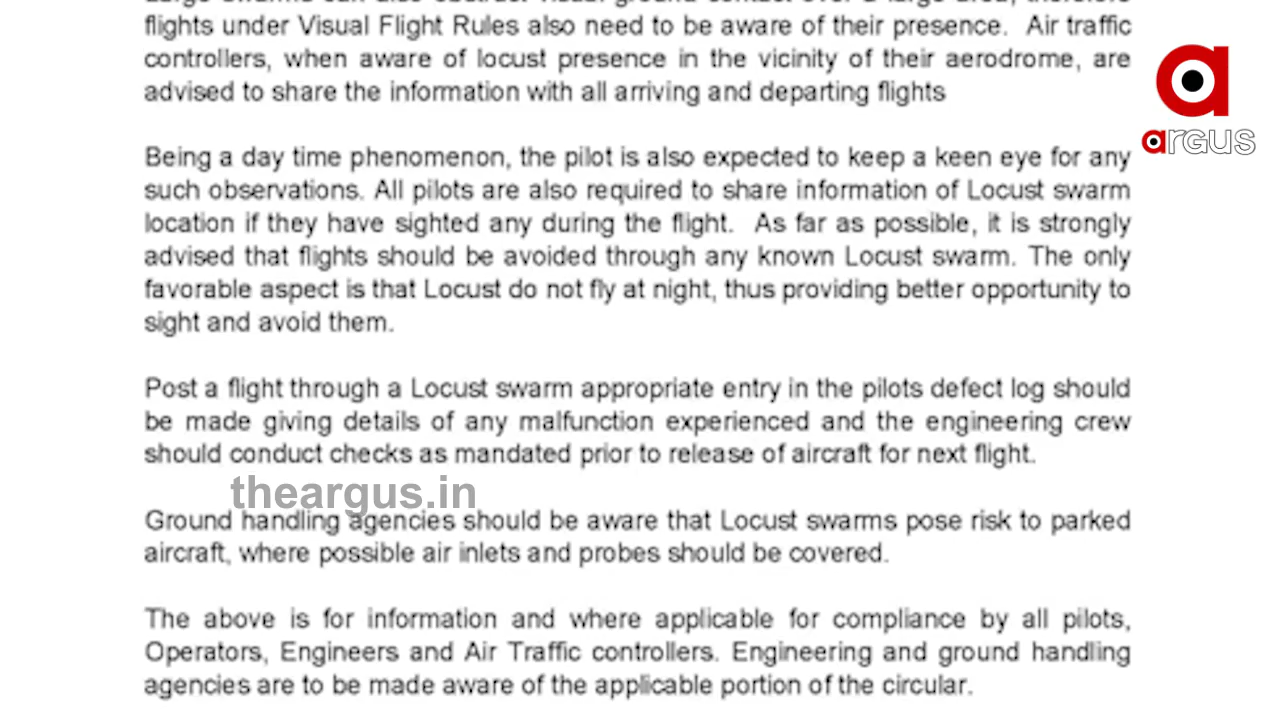 flights under Visual Flight Rules also need to be aware of their presence. Air traffic
controllers, when aware of locust presence in the vicinity of their aerodrome, are
advised to share the information with all arriving and departing flights
Being a day time phenomenon, the pilot is also expected to keep a keen eye for any
such observations. All pilots are also required to share information of Locust swarm
location if they have sighted any during the flight. As far as possible, it is strongly
advised that flights should be avoided through any known Locust swarm. The only
favorable aspect is that Locust do not fly at night, thus providing better opportunity to
sight and avoid them.
Post a flight through a Locust swarm appropriate entry in the pilots defect log should
be made giving details of any malfunction experienced and the engineering crew
should conduct checks as mandated prior to release of aircraft for next flight.
Ground handling agencies should be aware that Locust swarms pose risk to parked
aircraft, where possible air inlets and probes should be covered.
The above is for information and where applicable for compliance by all pilots,
Operators, Engineers and Air Traffic controllers. Engineering and ground handling
agencies are to be made aware of the applicable portion of the circular.
a
argus
theargus.in